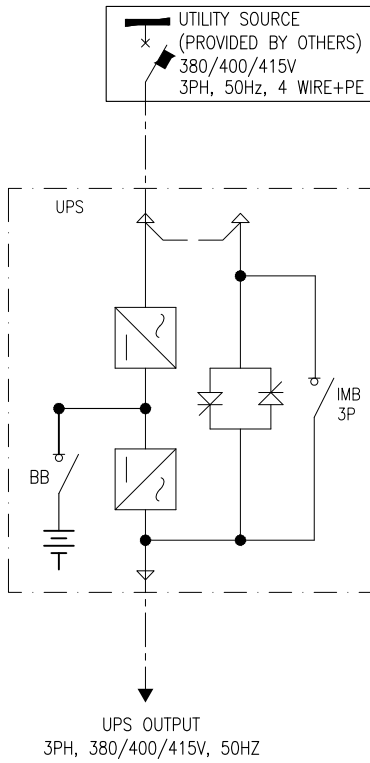 UTILITY SOURCE
(PROVIDED BY OTHERS)
380/400/415V
3PH, 50Hz, 4 WIRE+PE
UPS
IMB
3P
BB
UPS OUTPUT
3PH, 380/400/415V, 50HZ